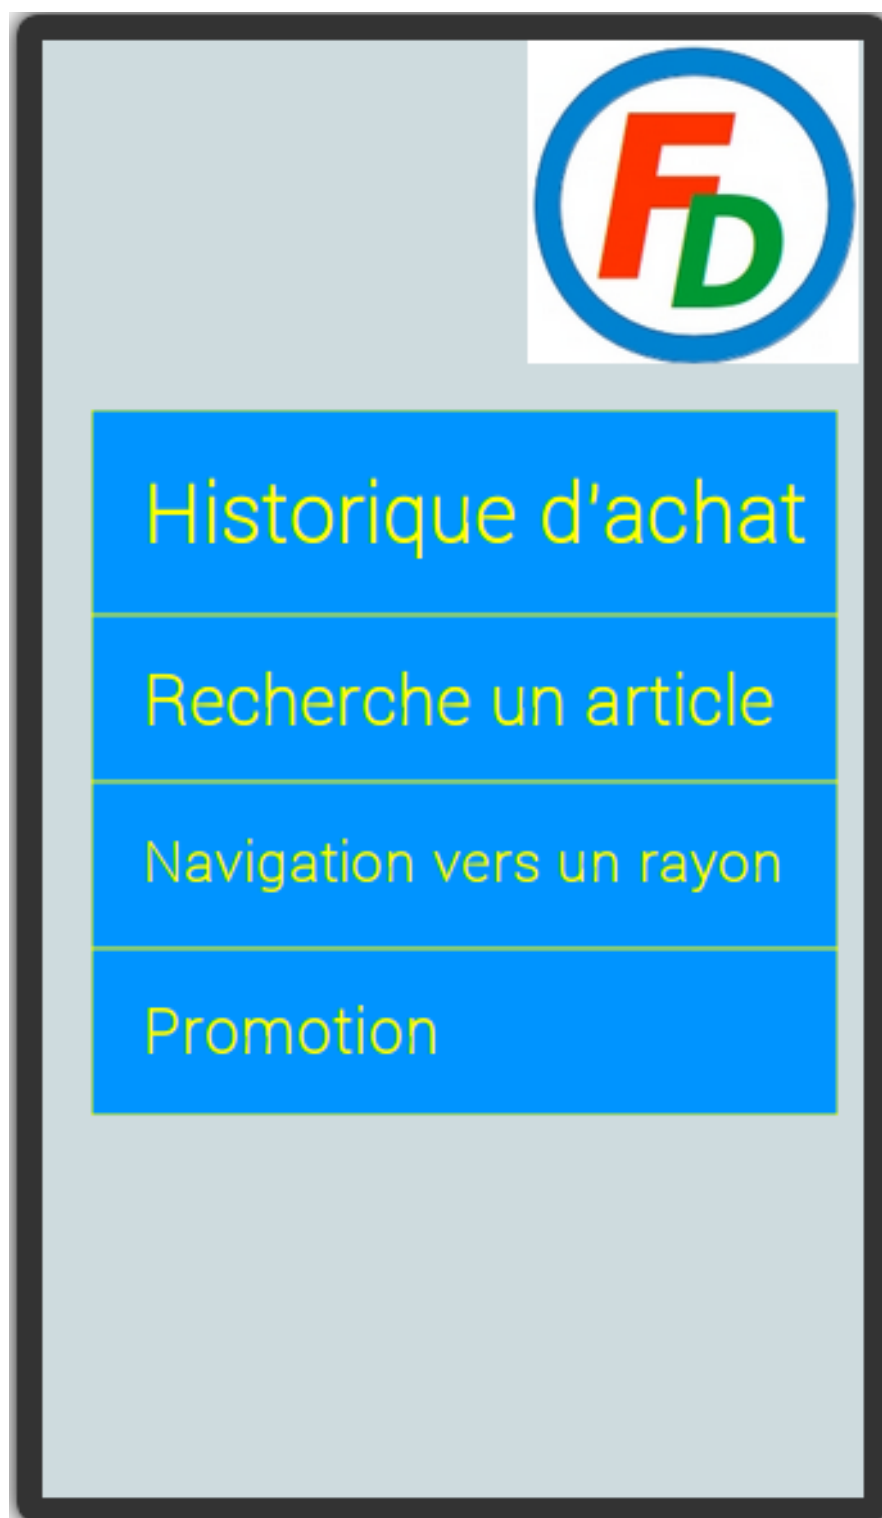 FD
Historique d'achat
Recherche un article
Navigation vers un rayon
Promotion